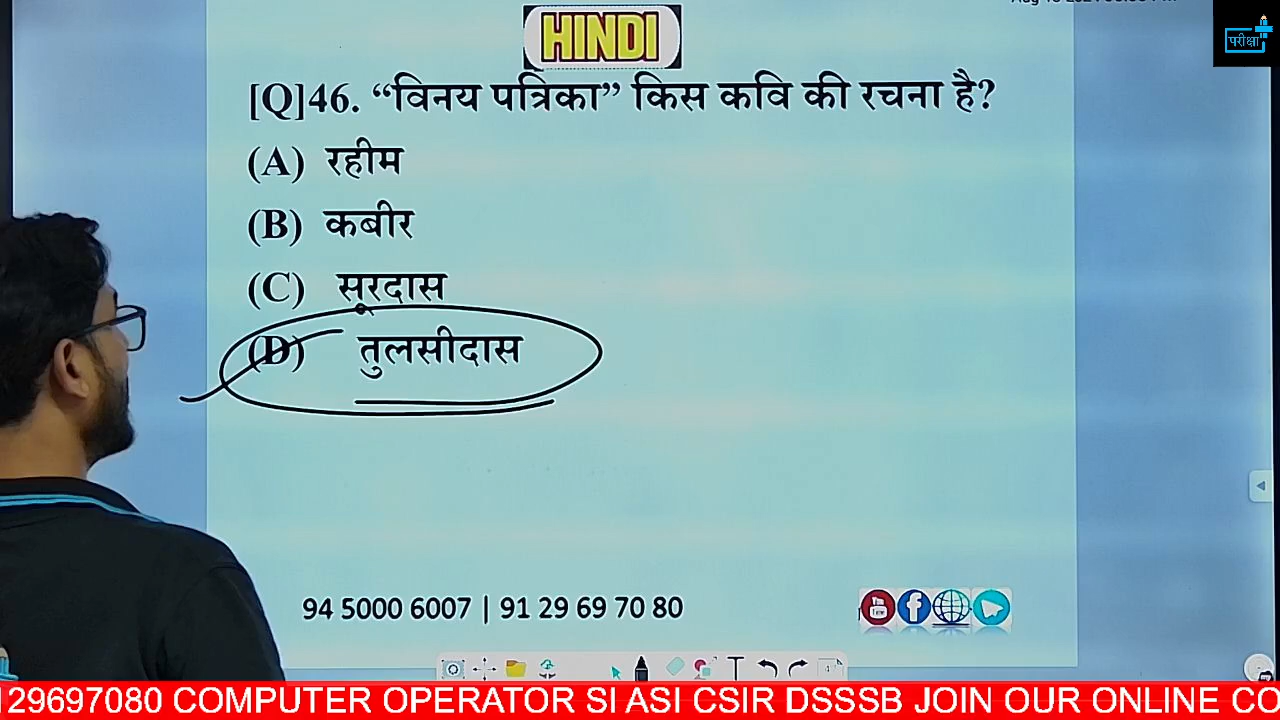 HINDI
परीक्षा
[Q]46. “विनय पत्रिका” किस कवि की रचना है?
(A) रहीम
(B) कबीर
(C) सूरदास
(D) तुलसीदास
94 5000 6007 | 91 29 69 70 80
129697080 COMPUTER OPERATOR SI ASI CSIR DSSSB JOIN OUR ONLINE CO